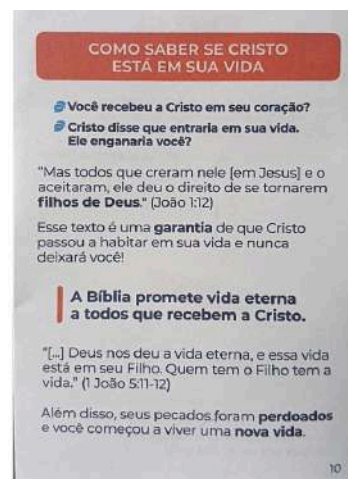 COMO SABER SE CRISTO
ESTÁ EM SUA VIDA
Você recebeu a Cristo em seu coração?
Cristo disse que entraria em sua vida.
Ele enganaria você?
"Mas todos que creram nele [em Jesus] e o
aceitaram, ele deu o direito de se tornarem
filhos de Deus." (João 1:12)
Esse texto é uma garantia de que Cristo
passou a habitar em sua vida e nunca
deixará você!
A Bíblia promete vida eterna
a todos que recebem a Cristo.
"[...] Deus nos deu a vida eterna, e essa vida
está em seu Filho. Quem tem o Filho tem a
vida." (1 João 5:11-12)
Além disso, seus pecados foram perdoados
e você começou a viver uma nova vida.
10